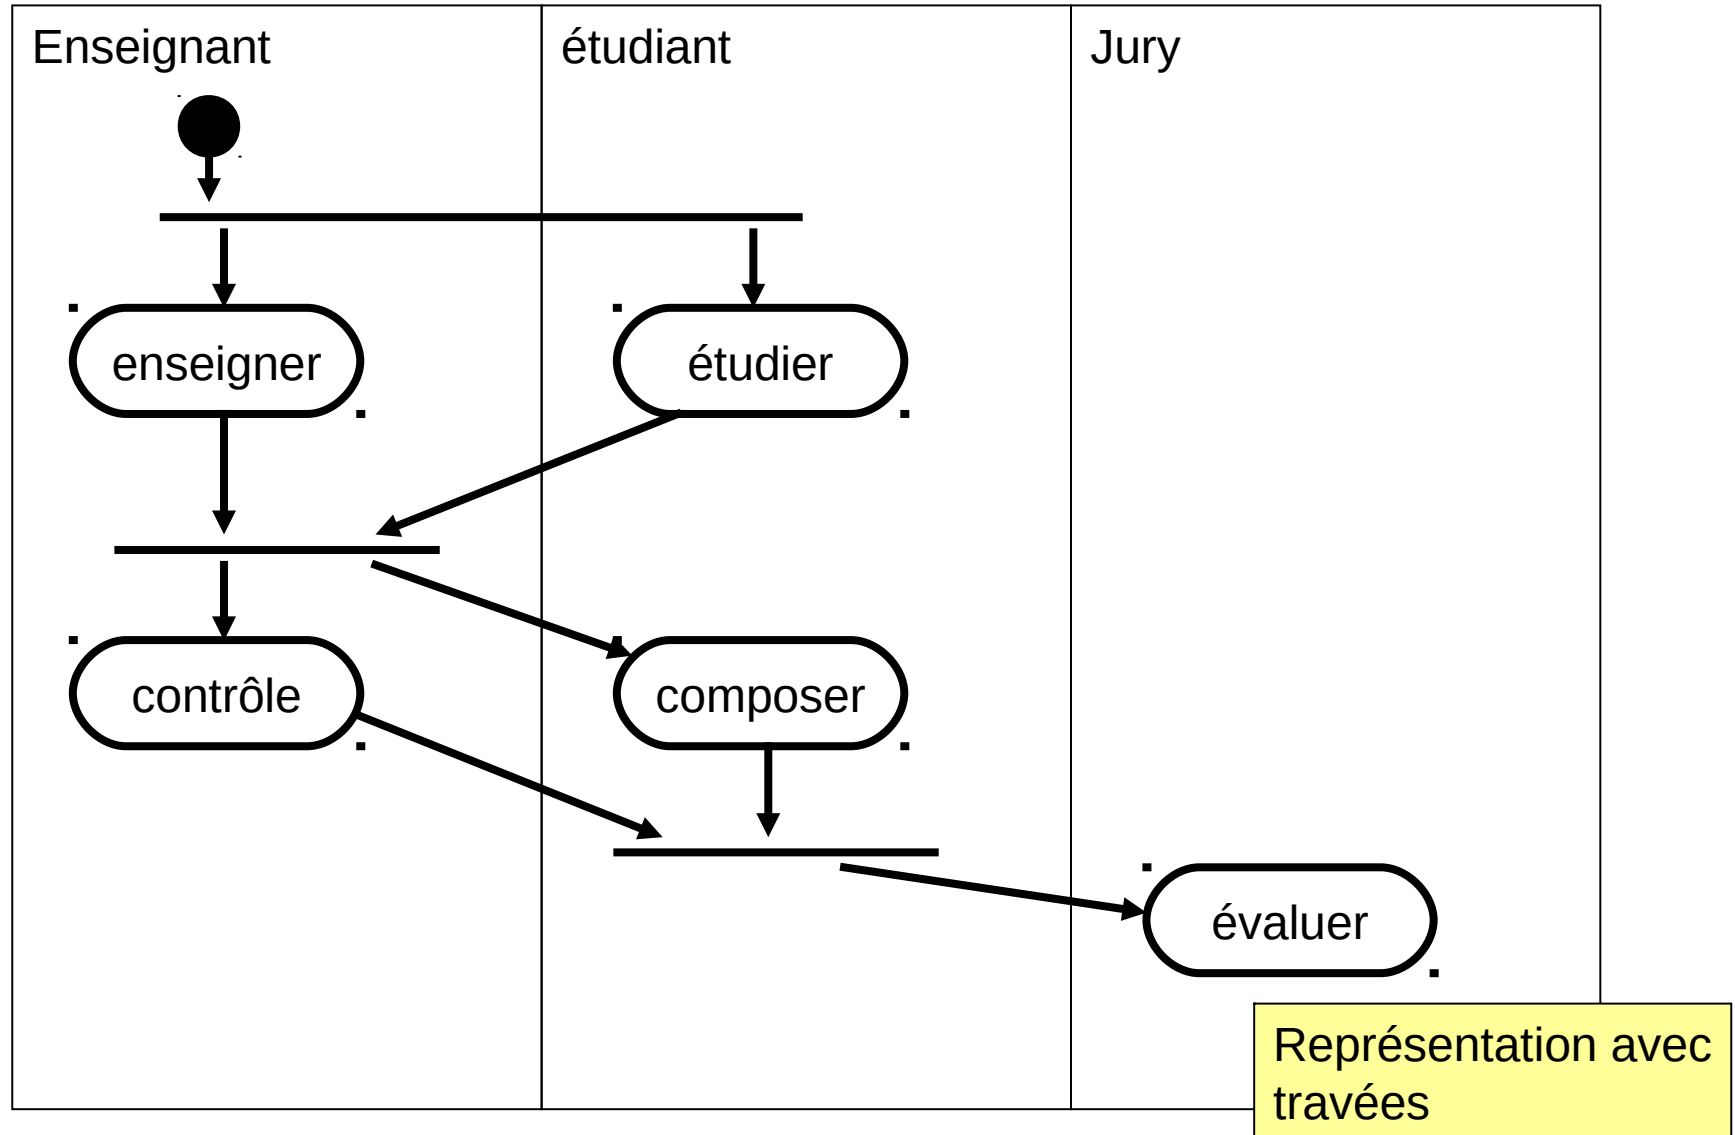 Enseignant
étudiant
Jury
enseigner
étudier
contrôle
composer
évaluer
Représentation avec
travées